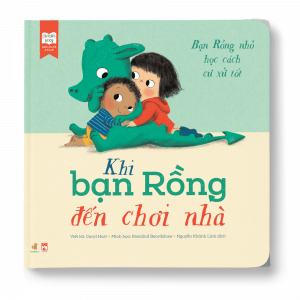 Bạn Rồng nhỏ
học cách
cư xử tốt
Khi
bạn Rồng
đến chơi nhà